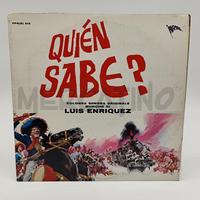 QUIÉN
SABE?
COLONNA SONORA ORIGINALE
MUSICHE DI
LUIS ENRIQUEZ